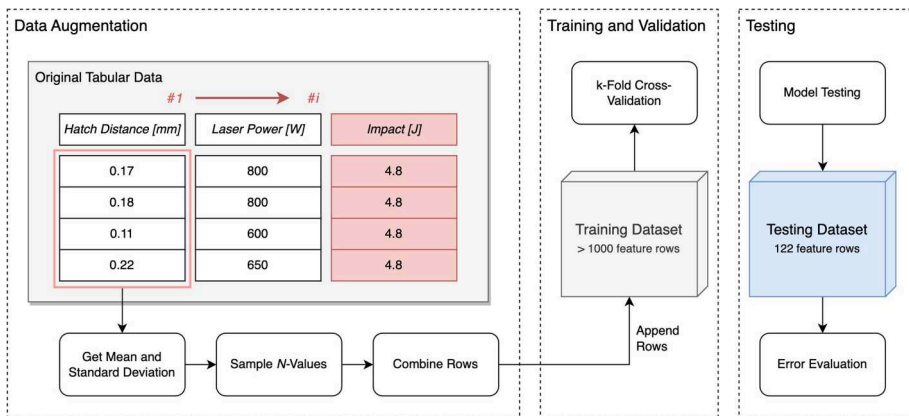 Data Augmentation
Original Tabular Data
#1
#i
Hatch Distance [mm]
Laser Power [W]
Impact [J]
0.17
800
4.8
0.18
800
4.8
0.11
600
4.8
0.22
650
4.8
Get Mean and
Standard Deviation
Sample N-Values
Combine Rows
Training and Validation
k-Fold Cross-
Validation
Training Dataset
> 1000 feature rows
Append
Rows
Testing
Model Testing
Testing Dataset
122 feature rows
Error Evaluation